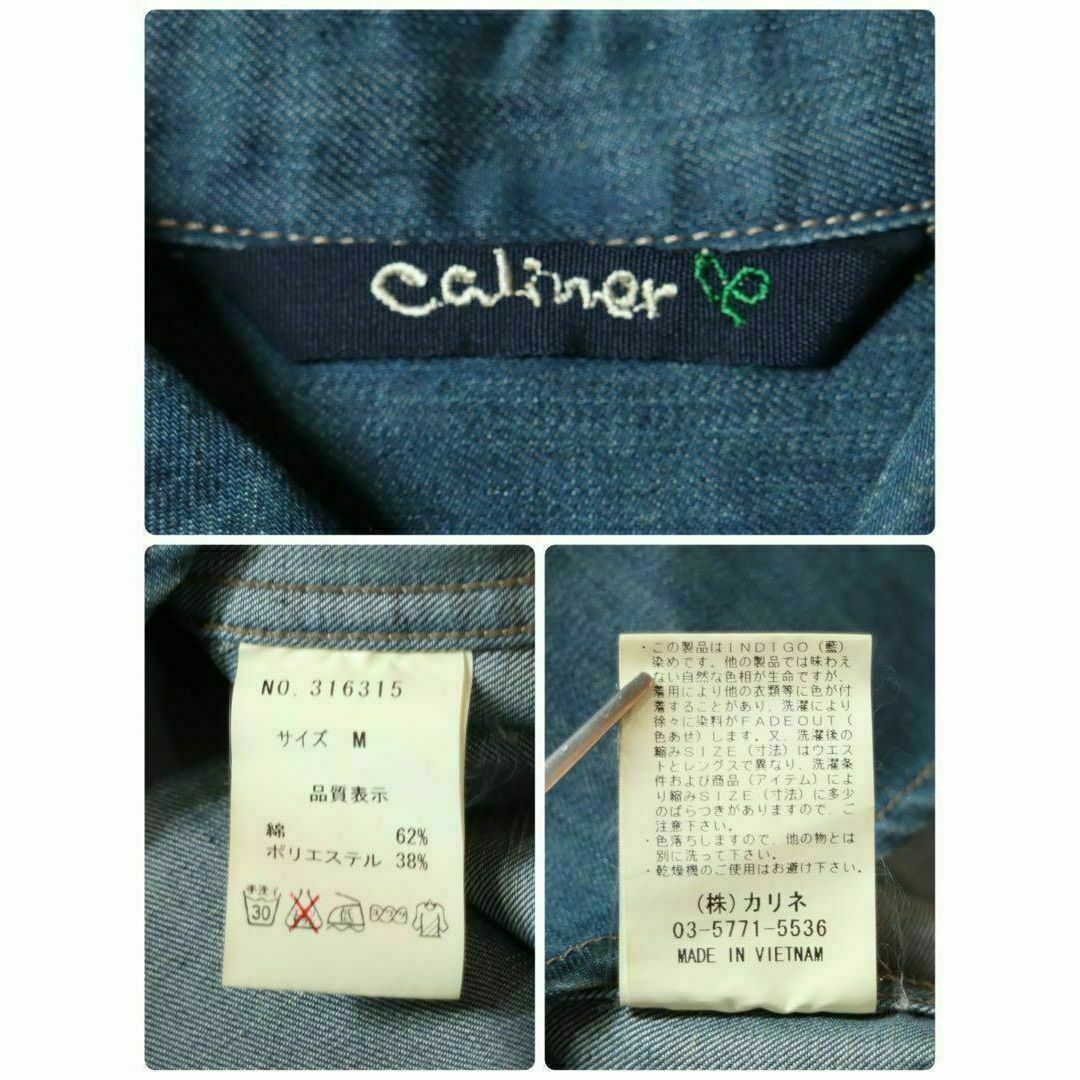 caliner
NO. 316315
サイズ M
品質表示
綿 62%
ポリエステル 38%
手洗イ
30
低
・この製品はINDIGO(藍)
染めです。他の製品では味わえ
ない自然な色相が生命ですが、
着用により他の衣類等に色が付
着することがあり、洗濯により
徐々に染料がFADEOUT(
色あせ)します。又、洗濯後の
縮みSIZE(寸法)はウエス
トとレングスで異なり、洗濯条
件および商品(アイテム)によ
り縮みSIZE(寸法)に多少
のばらつきがありますので、ご
注意下さい。
・色落ちしますので、他の物とは
別に洗って下さい。
・乾燥機のご使用はお避け下さい。
(株)カリネ
03-5771-5536
MADE IN VIETNAM